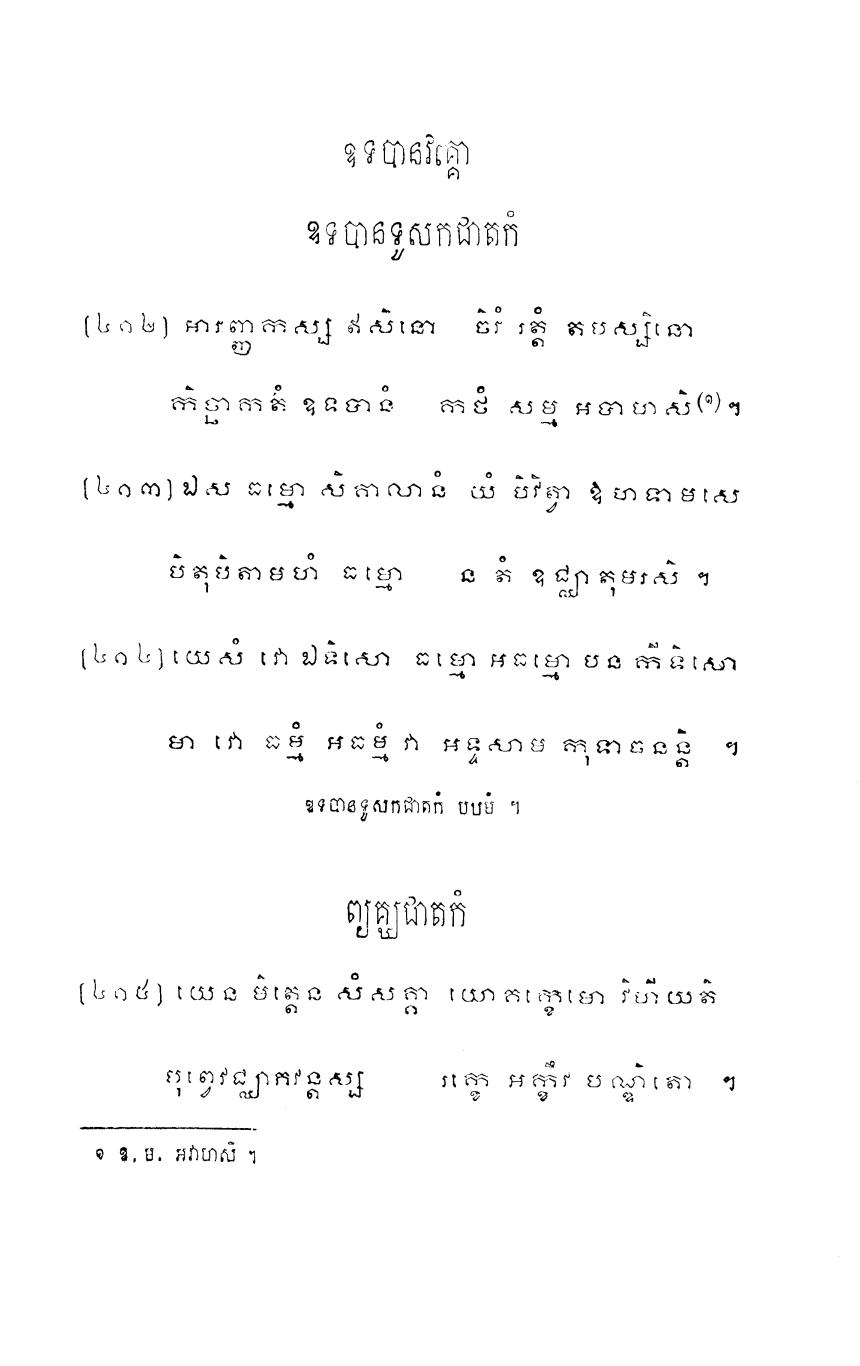 ឧទបានវគ្គោ
ឧទបានទូសកជាតកំ
(៤១២) អារញ្ញកស្ស ឥសិនោ ចិរំ រត្តំ តបស្សិនោ
កិច្ឆាកតំ ឧទបានំ កថំ សម្ម អវាហសិ(១) ។
(៤១៣) ឯស ធម្មោ សិគាលានំ យំ បិវិត្វា ឱហទាមសេ
បិតុបិតាមហំ ធម្មោ ន តំ ឧជ្ឈាតុមរសិ ។
(៤១៤) យេសំ វោ ឯទិសោ ធម្មោ អធម្មោ បន កីទិសោ
មា វោ ធម្មំ អធម្មំ វា អទ្ទសាម កុទាចនន្តិ ។
ឧទបានទូសកជាតកំ បឋមំ ។
ព្យគ្ឃជាតកំ
(៤១៥) យេន មិត្តេន សំសគ្គា យោគក្ខេមោ វិហីយតិ
បុព្វេវជ្ឈាភវន្តស្ស រក្ខេ អក្ខីវ បណ្ឌិតោ ។
១ ឱ. ម. អវាហសិ ។